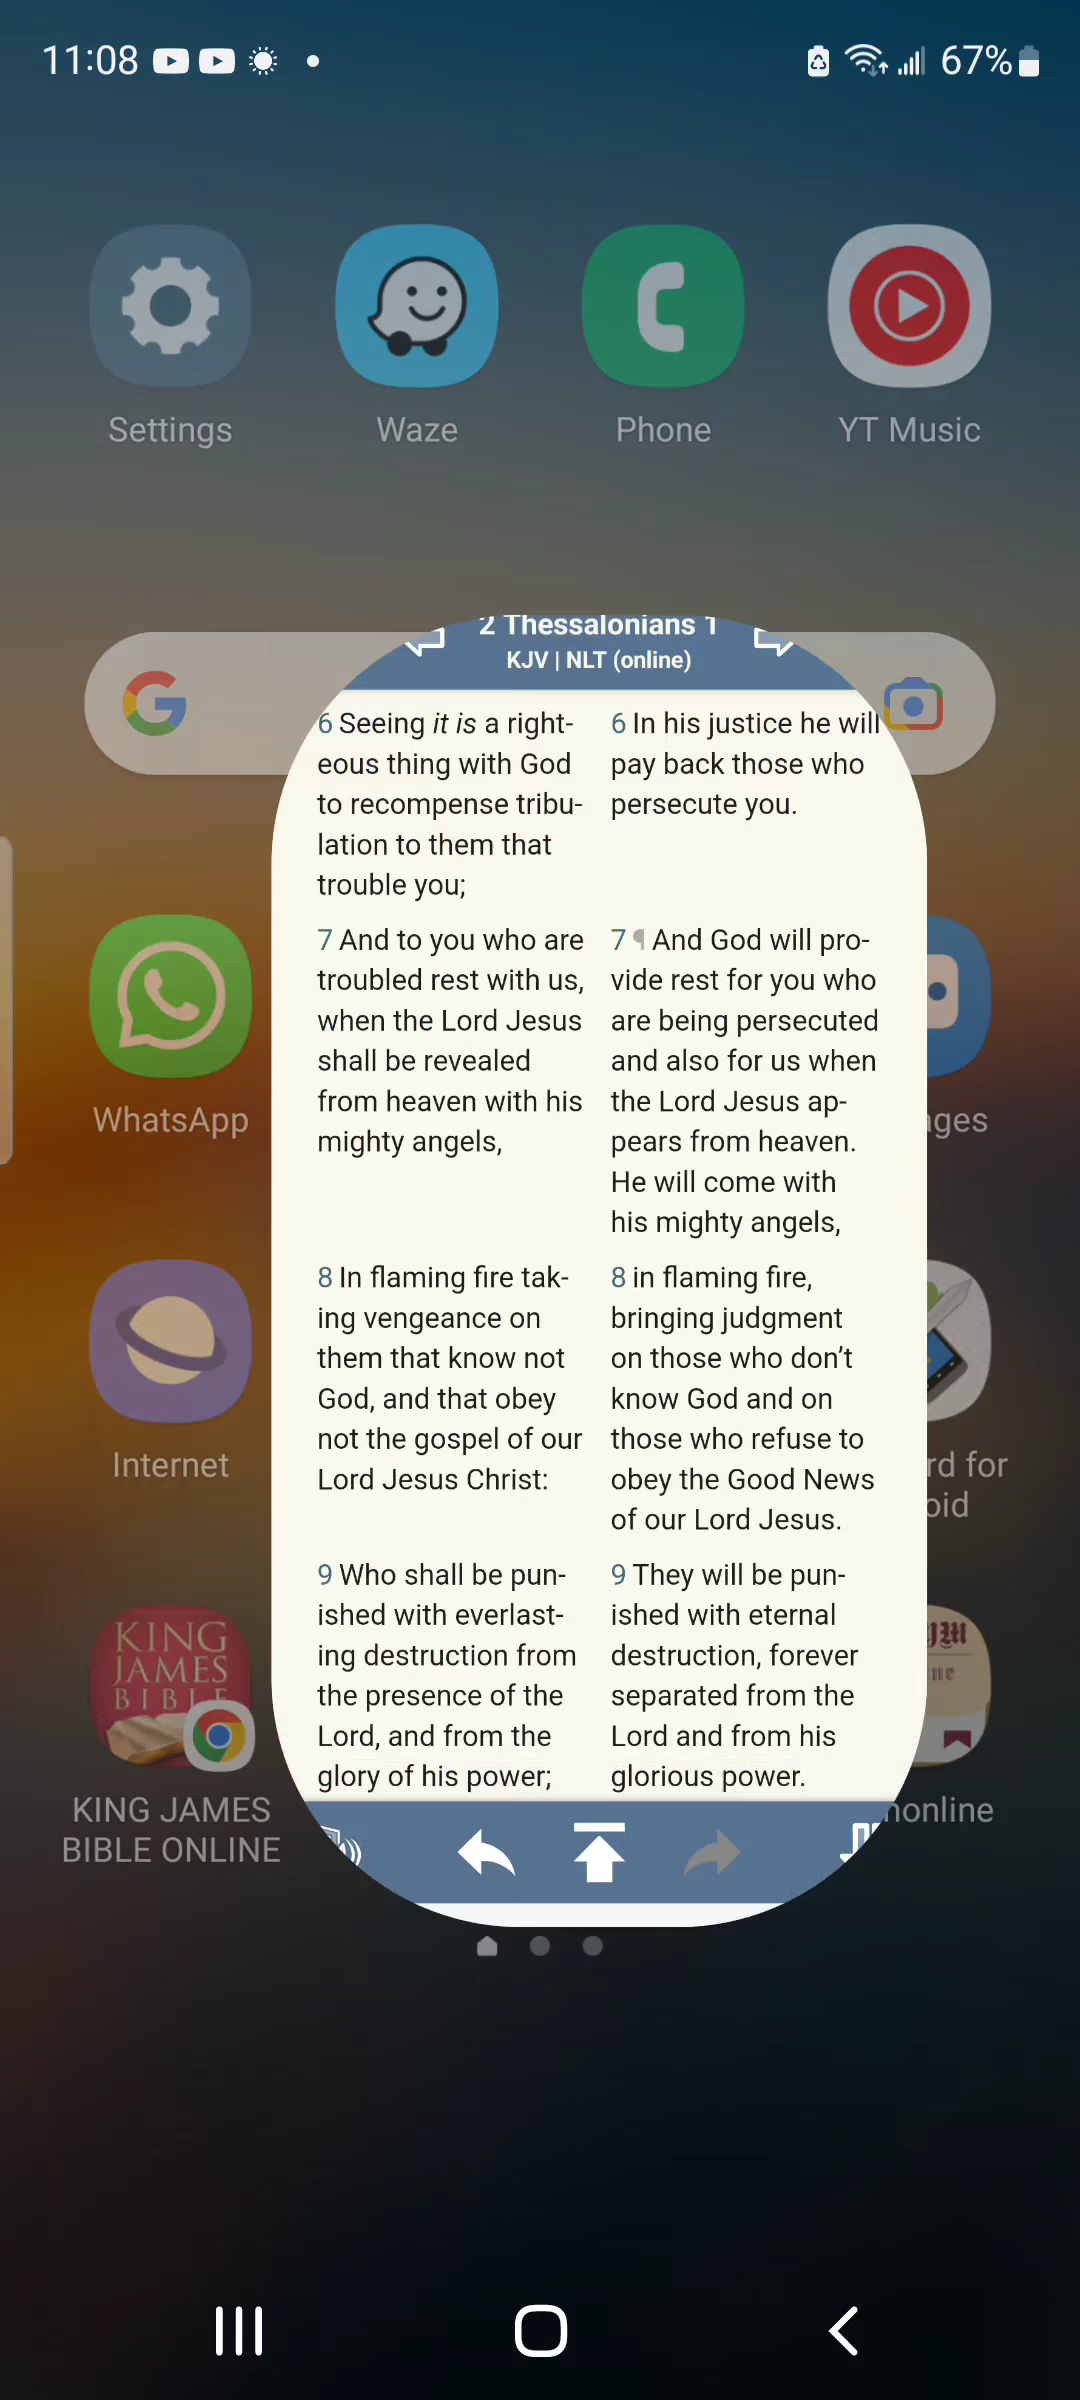 11:08
67%
Settings
Waze
Phone
YT Music
2 Thessalonians 1
KJV | NLT (online)
6 Seeing it is a right-
eous thing with God
to recompense tribu-
lation to them that
trouble you;
7 And to you who are
troubled rest with us,
when the Lord Jesus
shall be revealed
from heaven with his
mighty angels,
8 In flaming fire tak-
ing vengeance on
them that know not
God, and that obey
not the gospel of our
Lord Jesus Christ:
9 Who shall be pun-
ished with everlast-
ing destruction from
the presence of the
Lord, and from the
glory of his power;
6 In his justice he will
pay back those who
persecute you.
7 ¶ And God will pro-
vide rest for you who
are being persecuted
and also for us when
the Lord Jesus ap-
pears from heaven.
He will come with
his mighty angels,
8 in flaming fire,
bringing judgment
on those who don’t
know God and on
those who refuse to
obey the Good News
of our Lord Jesus.
9 They will be pun-
ished with eternal
destruction, forever
separated from the
Lord and from his
glorious power.
WhatsApp
Internet
rd for
oid
KING
JAMES
BIBLE
KING JAMES
BIBLE ONLINE